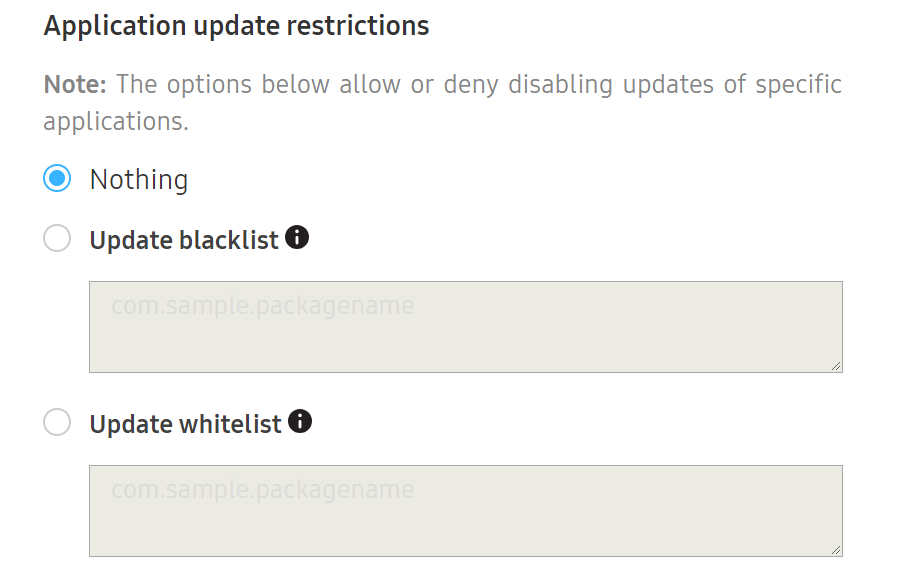 Application update restrictions
Note: The options below allow or deny disabling updates of specific
applications.
Nothing
Update blacklist
com.sample.packagename
Update whitelist
com.sample.packagename